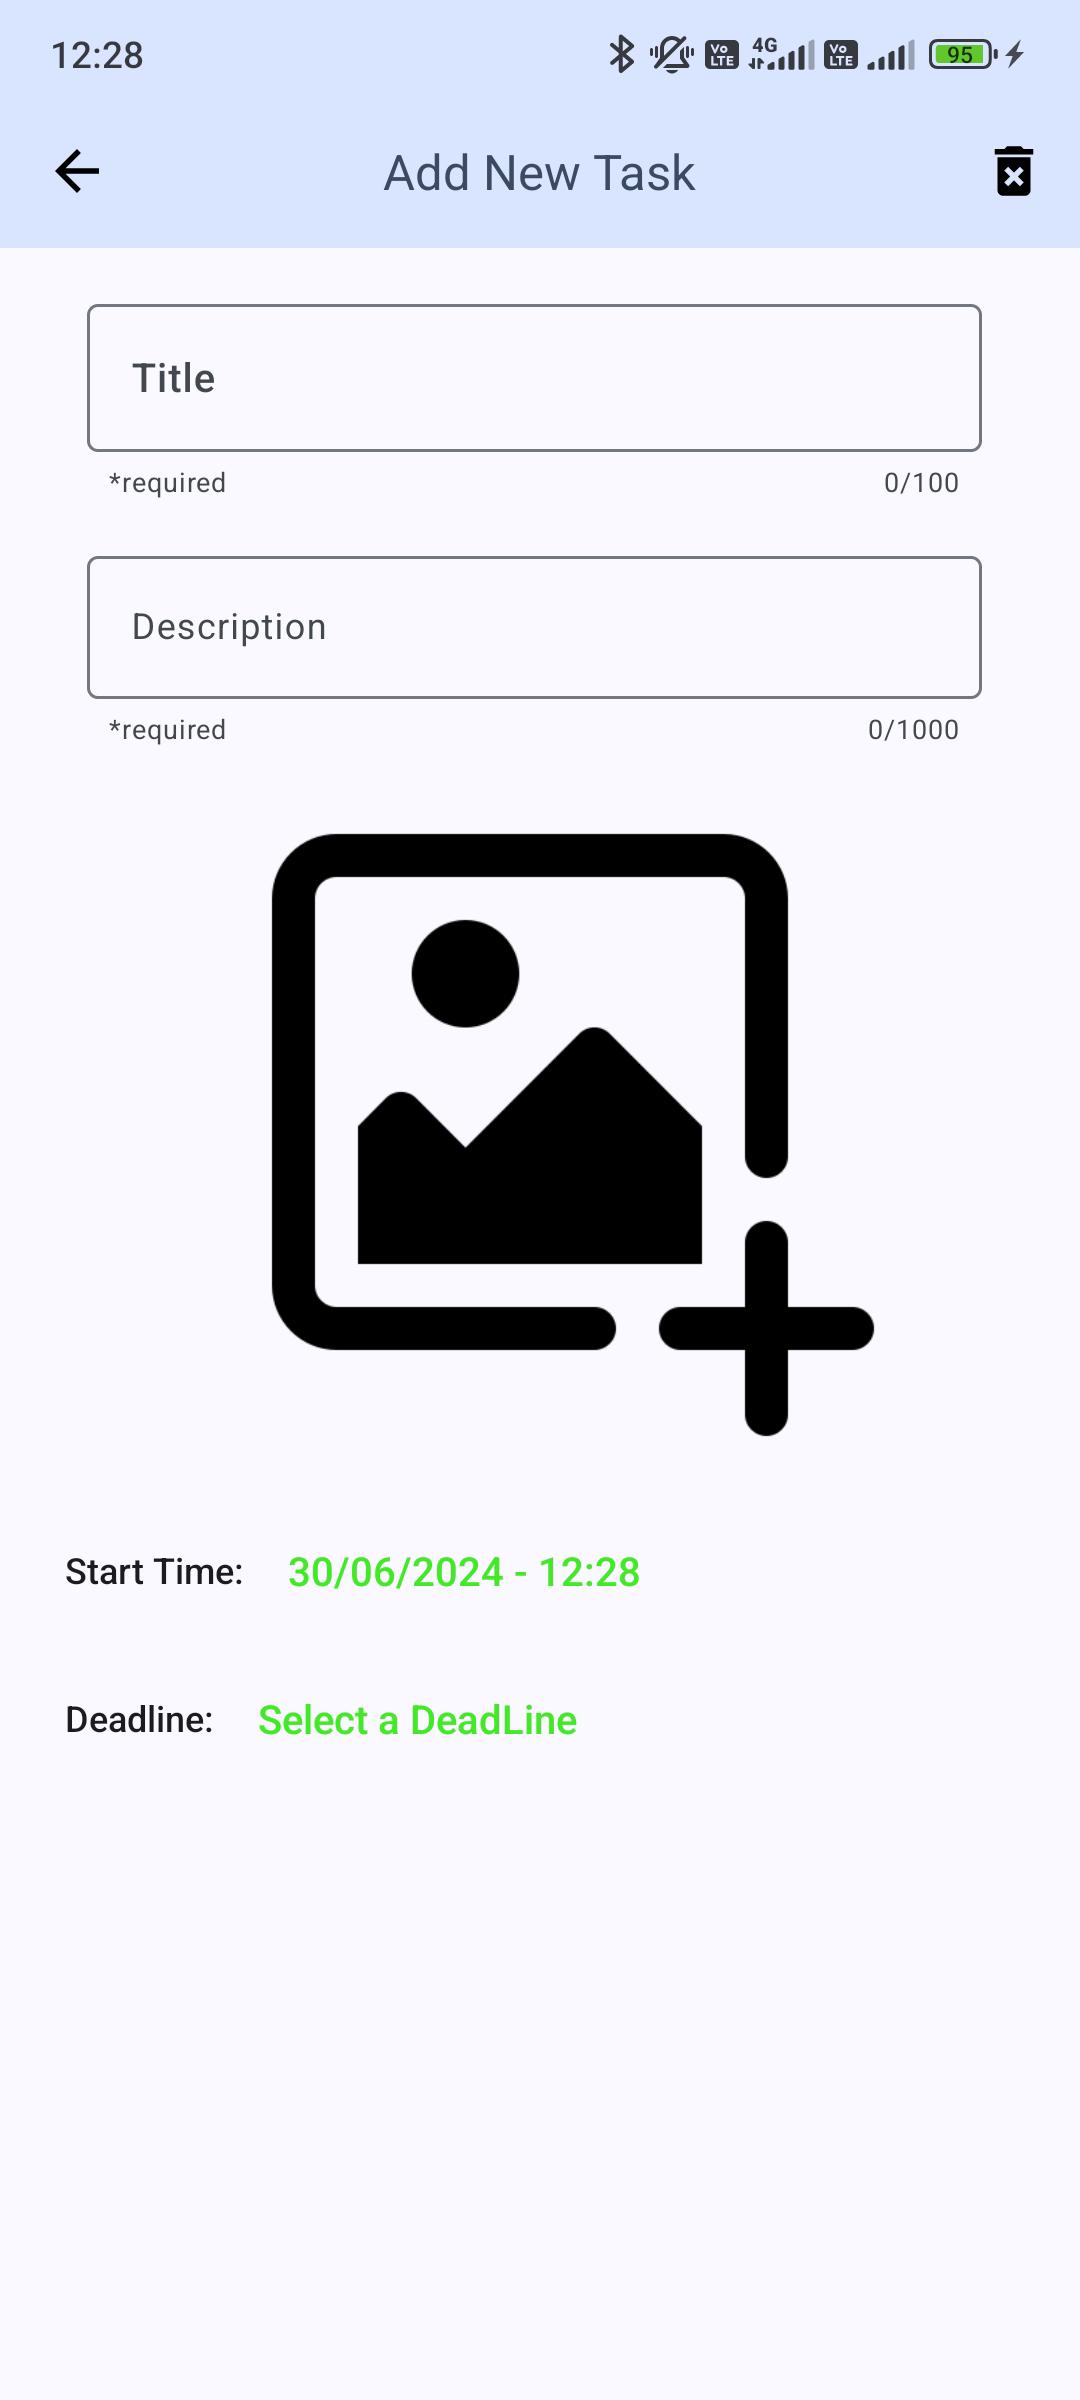 12:28 Vo LTE 4G Vo LTE 95
Add New Task
Title
*required 0/100
Description
*required 0/1000
Start Time: 30/06/2024 - 12:28
Deadline: Select a DeadLine